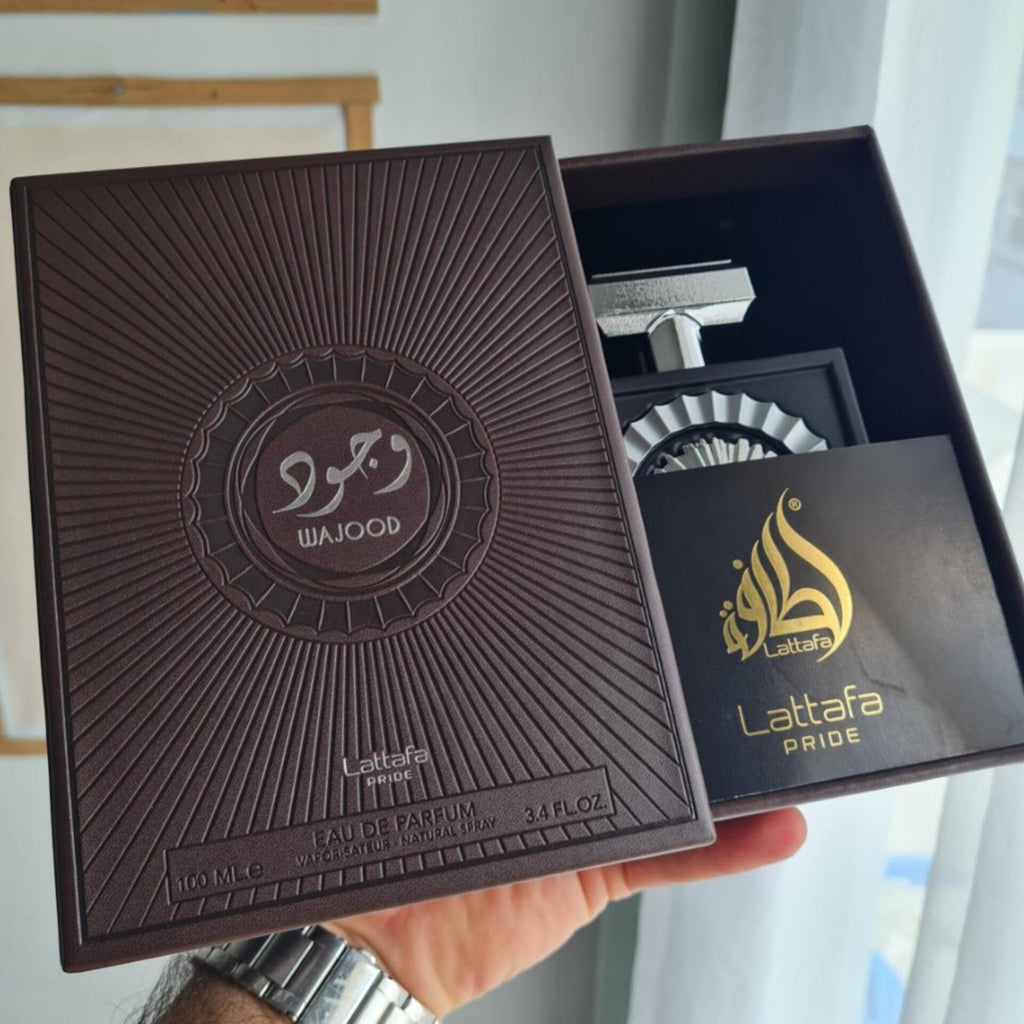 وجود
WAJOOD
Lattafa
PRIDE
EAU DE PARFUM
VAPORISATEUR - NATURAL SPRAY
100 ML.e
3.4 FL.OZ.
لطافة
®
Lattafa
Lattafa
PRIDE